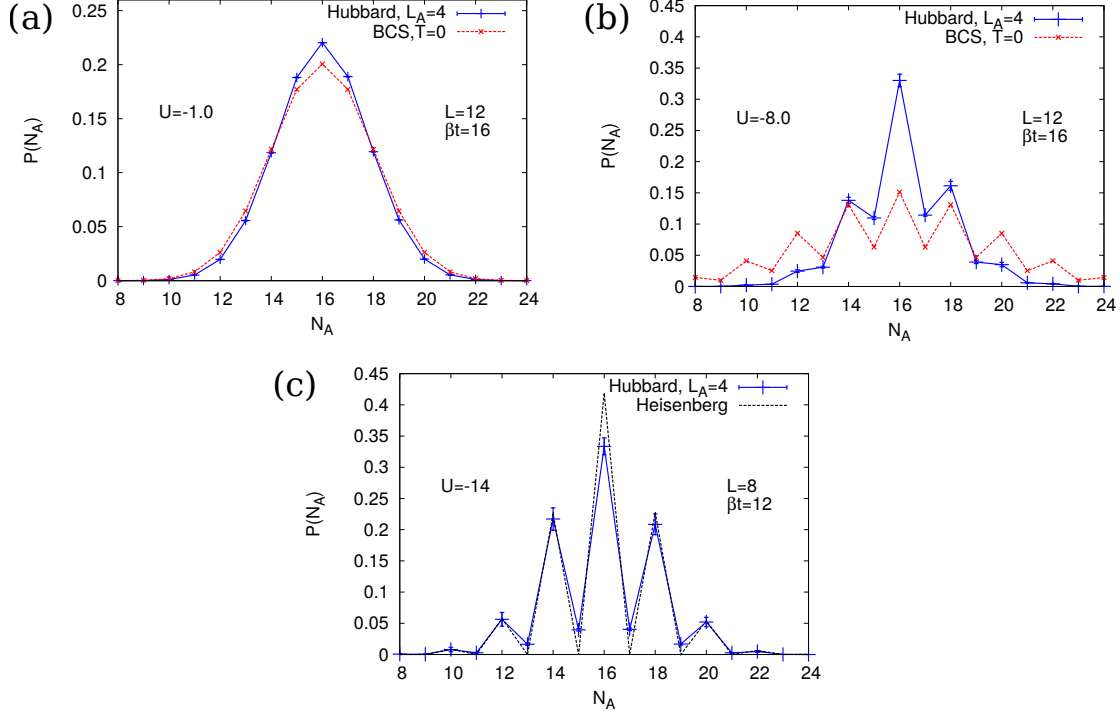 (a)
Hubbard, L_A=4
BCS,T=0
U=-1.0
L=12
βt=16
P(N_A)
0.2
0.15
0.1
0.05
0
8 10 12 14 16 18 20 22 24
N_A
(b)
Hubbard, L_A=4
BCS, T=0
U=-8.0
L=12
βt=16
P(N_A)
0.45
0.4
0.35
0.3
0.25
0.2
0.15
0.1
0.05
0
8 10 12 14 16 18 20 22 24
N_A
(c)
Hubbard, L_A=4
Heisenberg
U=-14
L=8
βt=12
P(N_A)
0.45
0.4
0.35
0.3
0.25
0.2
0.15
0.1
0.05
0
8 10 12 14 16 18 20 22 24
N_A